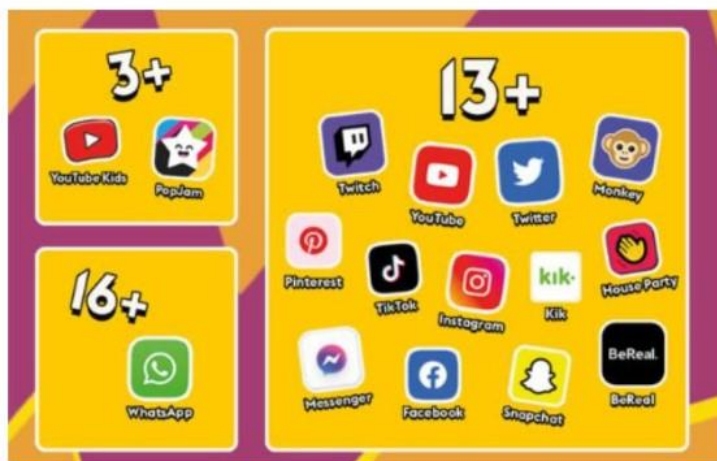 3+
YouTube Kids
PopJam
16+
WhatsApp
13+
Twitch
YouTube
Twitter
Monkey
Pinterest
TikTok
Instagram
kik·
Kik
House Party
Messenger
Facebook
Snapchat
BeReal.
BeReal